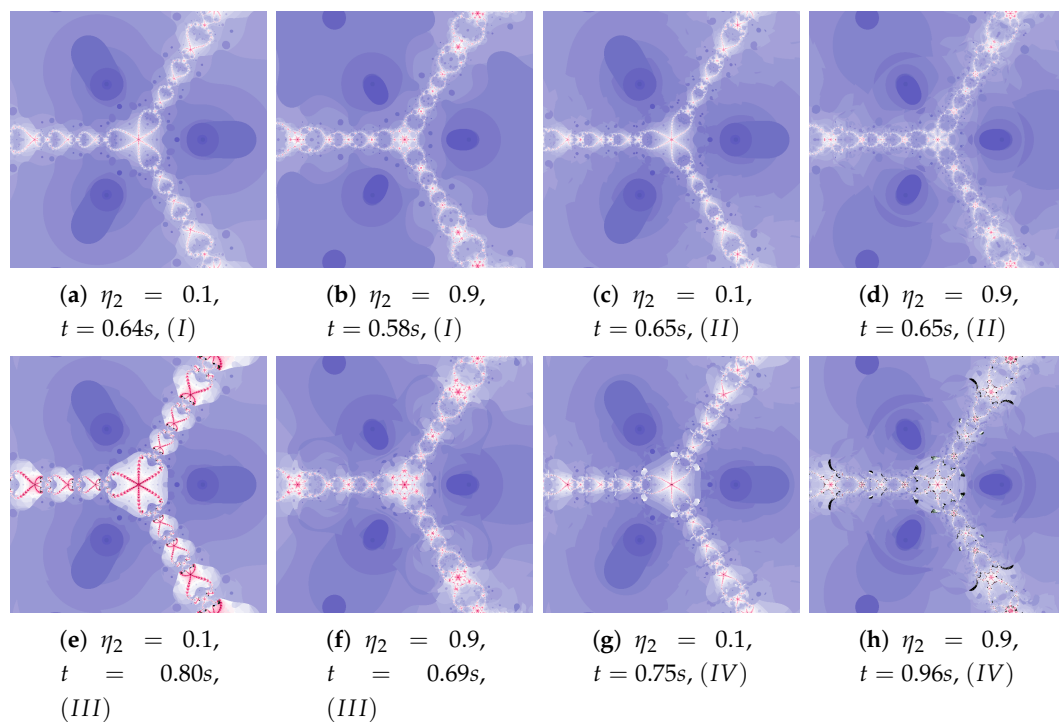 (a) η₂ = 0.1,
t = 0.64s, (I)
(b) η₂ = 0.9,
t = 0.58s, (I)
(c) η₂ = 0.1,
t = 0.65s, (II)
(d) η₂ = 0.9,
t = 0.65s, (II)
(e) η₂ = 0.1,
t = 0.80s,
(III)
(f) η₂ = 0.9,
t = 0.69s,
(III)
(g) η₂ = 0.1,
t = 0.75s, (IV)
(h) η₂ = 0.9,
t = 0.96s, (IV)